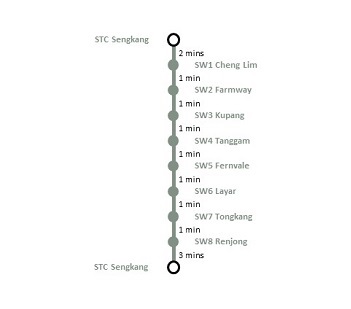 STC Sengkang
2 mins
SW1 Cheng Lim
1 min
SW2 Farmway
1 min
SW3 Kupang
1 min
SW4 Tanggam
1 min
SW5 Fernvale
1 min
SW6 Layar
1 min
SW7 Tongkang
1 min
SW8 Renjong
3 mins
STC Sengkang